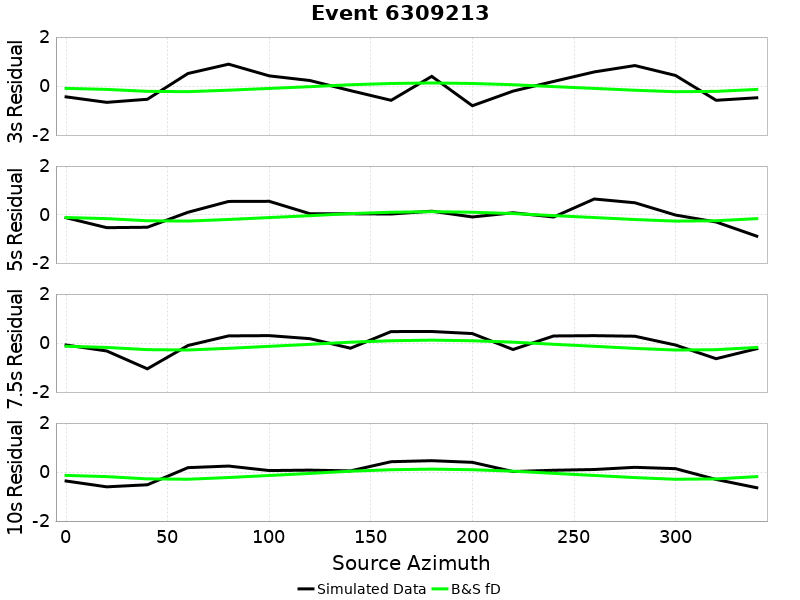 Event 6309213
3s Residual
2
0
-2
5s Residual
2
0
-2
7.5s Residual
2
0
-2
10s Residual
2
0
-2
0 50 100 150 200 250 300
Source Azimuth
Simulated Data B&S fD